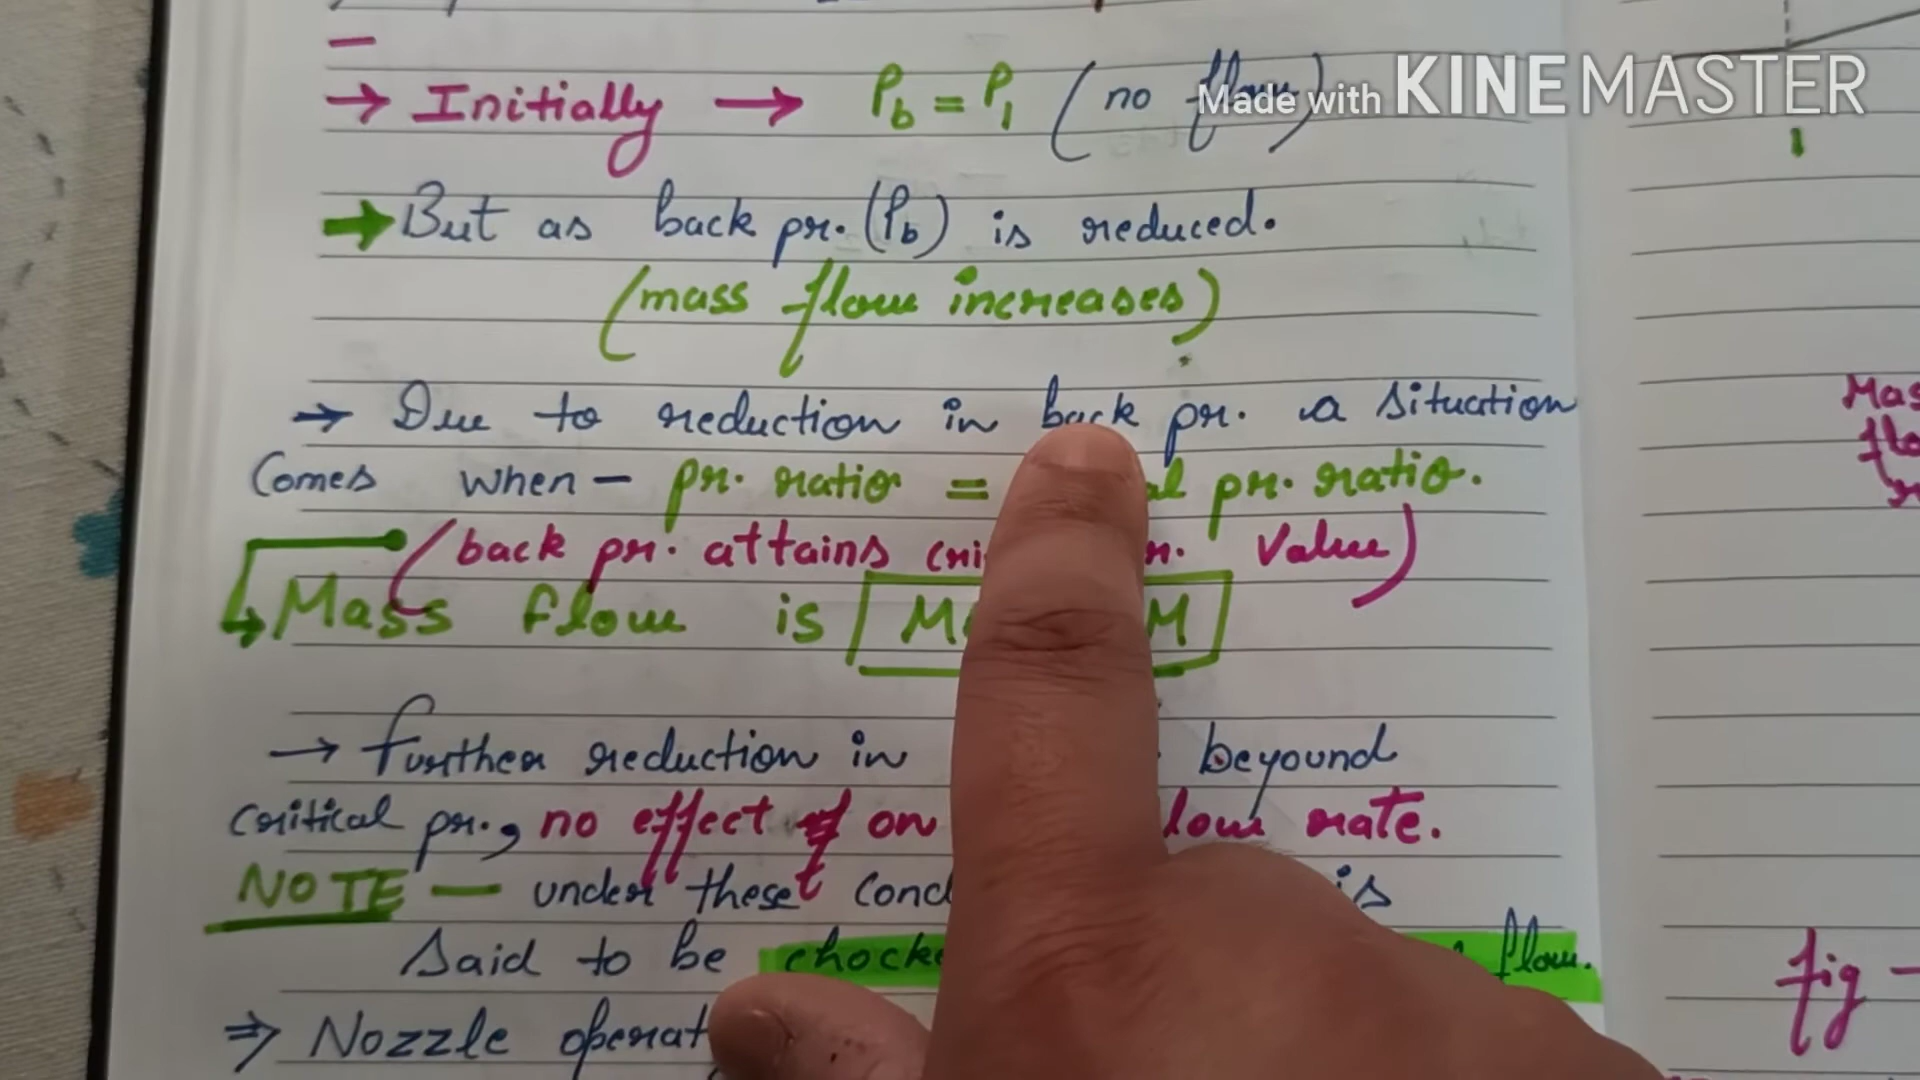 → Initially → Pb = P1 (no flow)
Made with KINEMASTER
→ But as back pr. (Pb) is reduced.
(mass flow increases)
→ Due to reduction in back pr. a situation
Comes when — pr. ratio = pr. ratio.
(back pr. attains value)
Mass flow is
→ further reduction in beyound
critical pr., no effect on rate.
NOTE — under these is
Said to be flow.
⇒ Nozzle
fig —